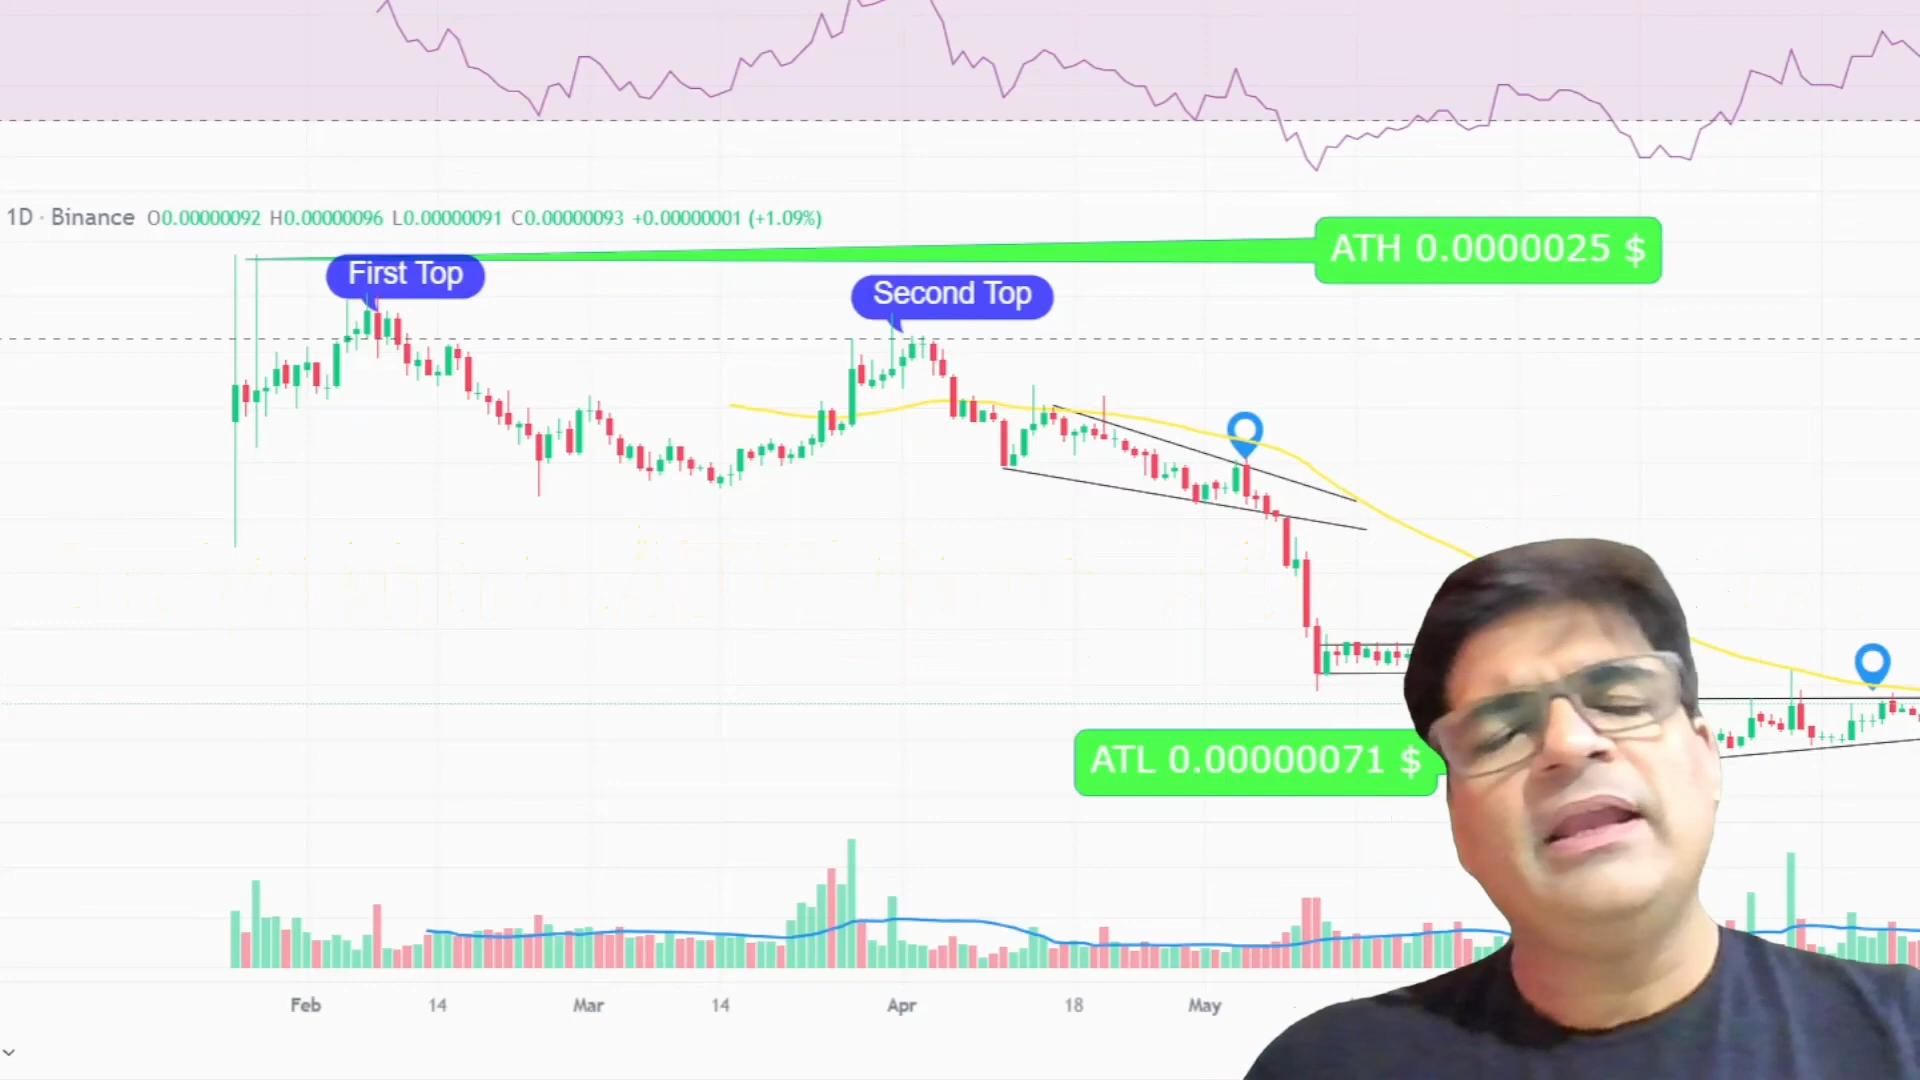 1D · Binance O0.00000092 H0.00000096 L0.00000091 C0.00000093 +0.00000001 (+1.09%)
ATH 0.0000025 $
First Top
Second Top
ATL 0.00000071 $
Feb 14 Mar 14 Apr 18 May